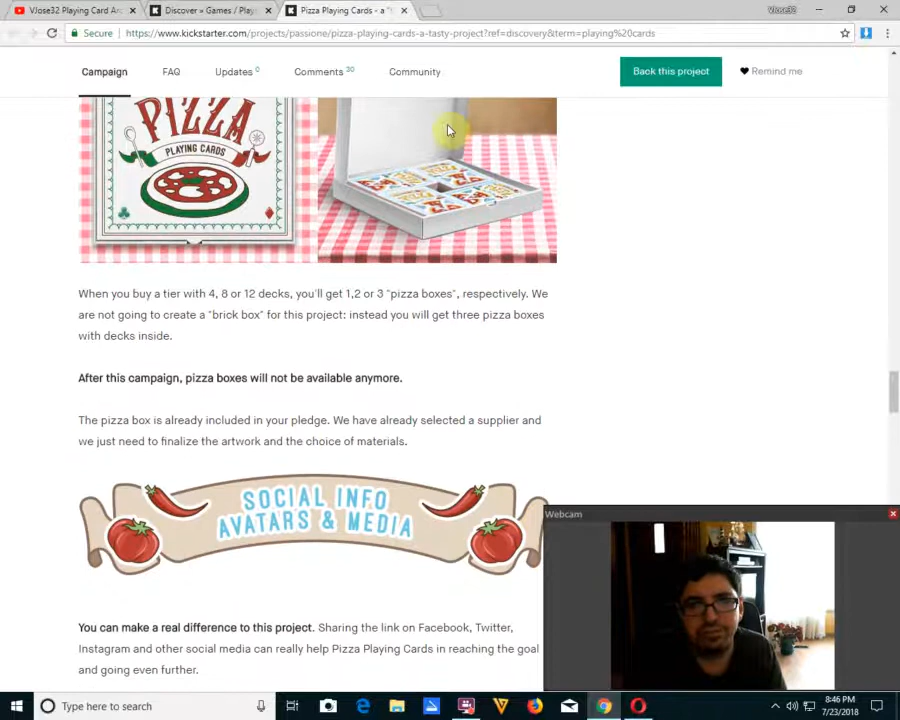 VJose32 Playing Card Ar
Discover » Games / Playi
Pizza Playing Cards - a "t
VJose32
Secure
https://www.kickstarter.com/projects/passione/pizza-playing-cards-a-tasty-project?ref=discovery&term=playing%20cards
Campaign
FAQ
Updates 0
Comments 20
Community
Back this project
Remind me
PIZZA
PLAYING CARDS
When you buy a tier with 4, 8 or 12 decks, you'll get 1,2 or 3 "pizza boxes", respectively. We
are not going to create a "brick box" for this project: instead you will get three pizza boxes
with decks inside.
After this campaign, pizza boxes will not be available anymore.
The pizza box is already included in your pledge. We have already selected a supplier and
we just need to finalize the artwork and the choice of materials.
SOCIAL INFO
AVATARS & MEDIA
Webcam
You can make a real difference to this project. Sharing the link on Facebook, Twitter,
Instagram and other social media can really help Pizza Playing Cards in reaching the goal
and going even further.
Type here to search
8:46 PM
7/23/2018